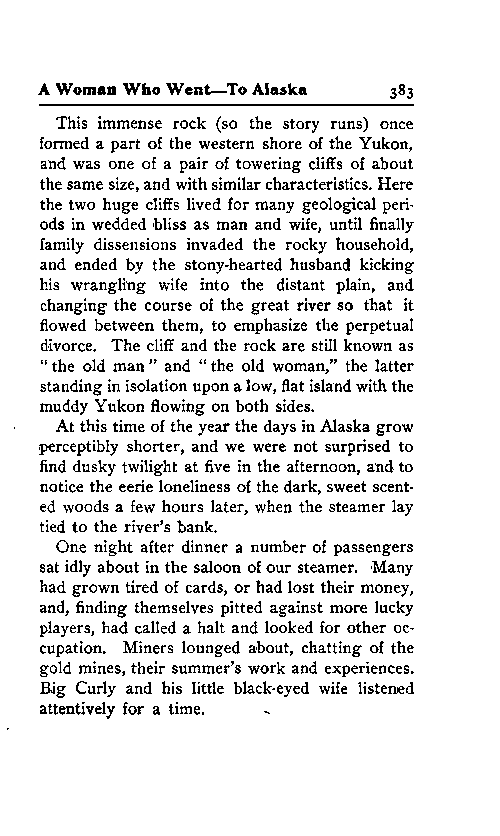 A Woman Who Went—To Alaska 383
This immense rock (so the story runs) once
formed a part of the western shore of the Yukon,
and was one of a pair of towering cliffs of about
the same size, and with similar characteristics. Here
the two huge cliffs lived for many geological peri-
ods in wedded bliss as man and wife, until finally
family dissensions invaded the rocky household,
and ended by the stony-hearted husband kicking
his wrangling wife into the distant plain, and
changing the course of the great river so that it
flowed between them, to emphasize the perpetual
divorce. The cliff and the rock are still known as
"the old man" and "the old woman," the latter
standing in isolation upon a low, flat island with the
muddy Yukon flowing on both sides.
At this time of the year the days in Alaska grow
perceptibly shorter, and we were not surprised to
find dusky twilight at five in the afternoon, and to
notice the eerie loneliness of the dark, sweet scent-
ed woods a few hours later, when the steamer lay
tied to the river's bank.
One night after dinner a number of passengers
sat idly about in the saloon of our steamer. Many
had grown tired of cards, or had lost their money,
and, finding themselves pitted against more lucky
players, had called a halt and looked for other oc-
cupation. Miners lounged about, chatting of the
gold mines, their summer's work and experiences.
Big Curly and his little black-eyed wife listened
attentively for a time.